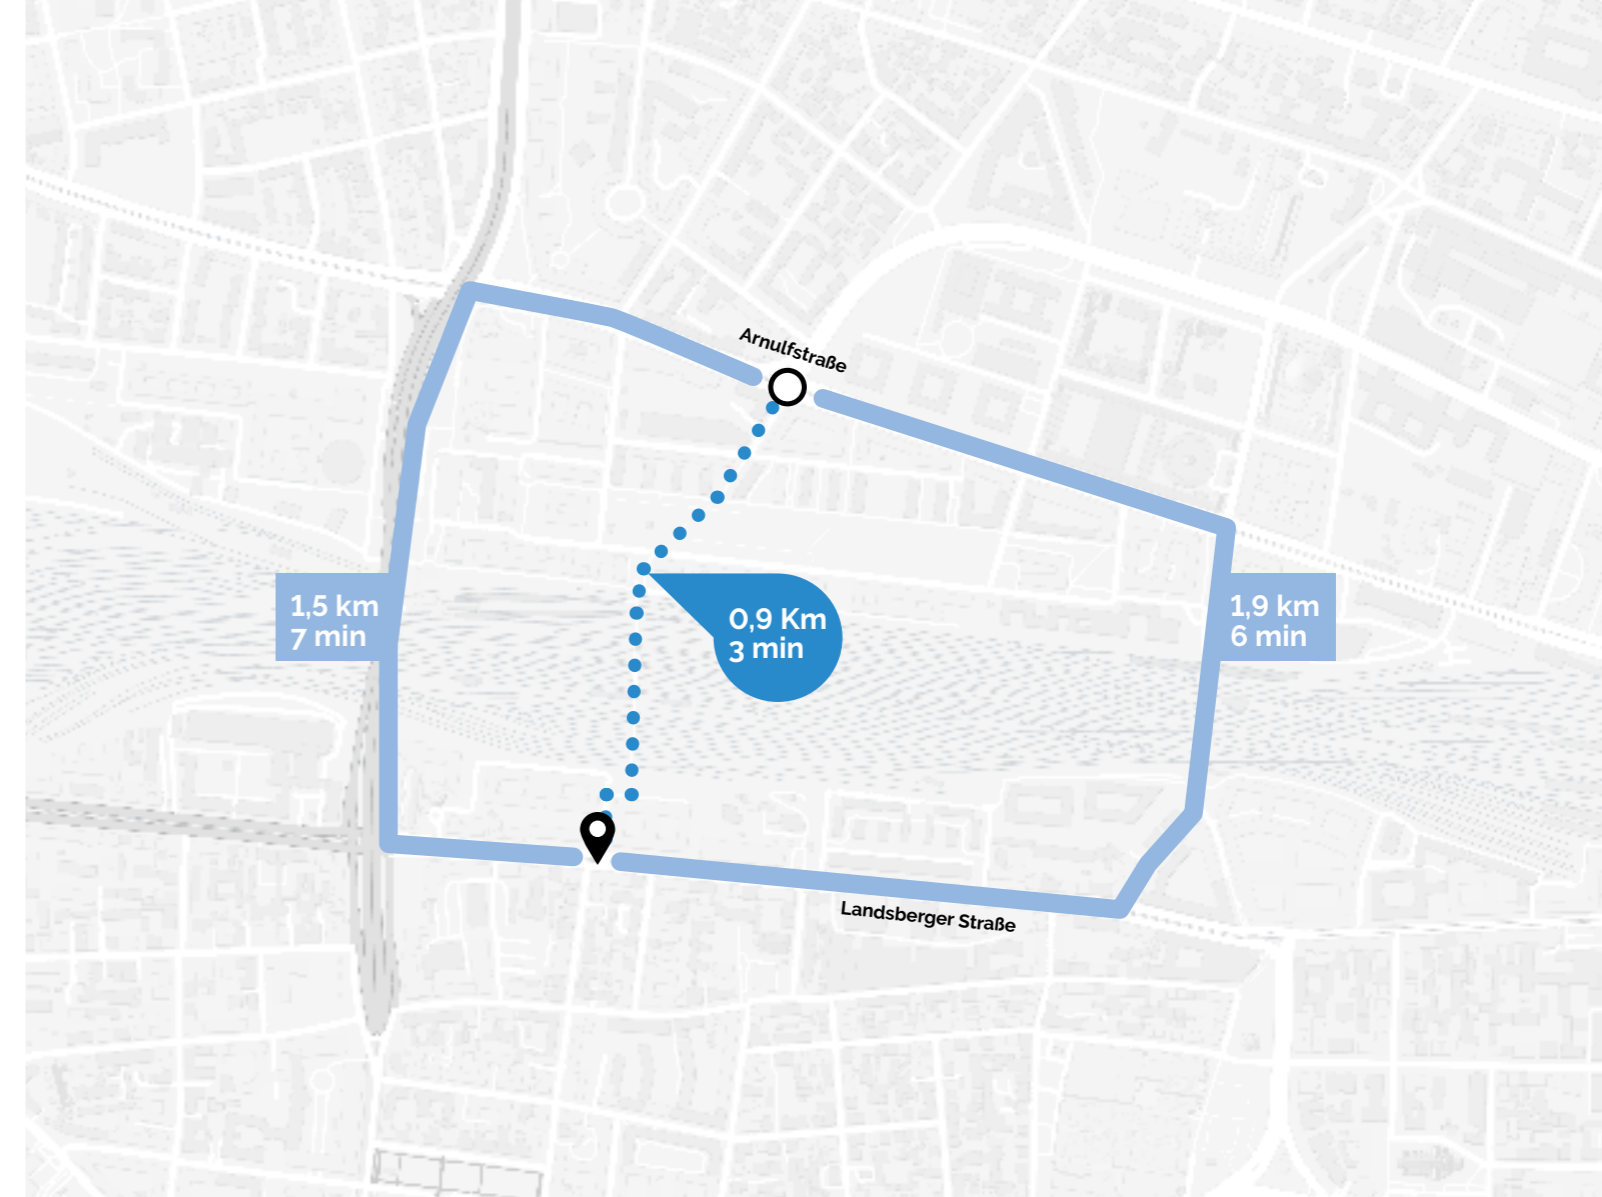 Arnulfstraße
1,5 km
7 min
0,9 Km
3 min
1,9 km
6 min
Landsberger Straße